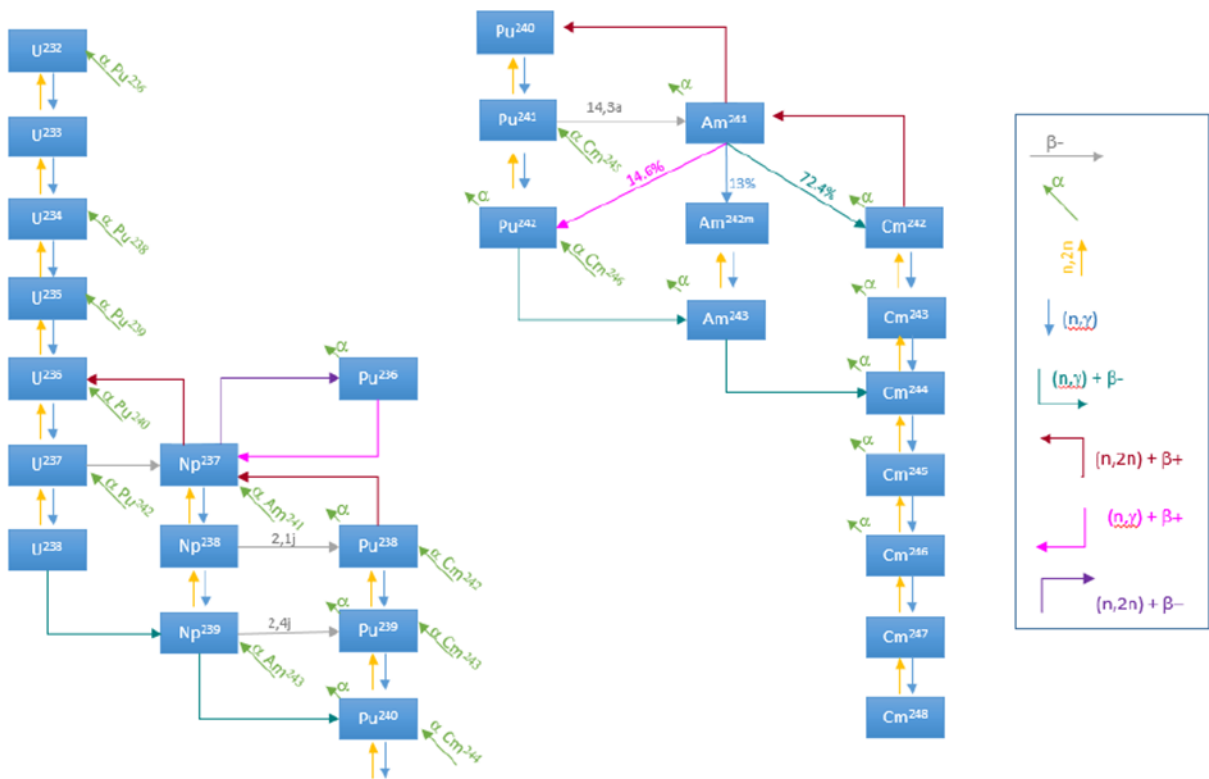 U232
α Pu236
U233
U234
α Pu238
U235
α Pu239
U236
α Pu240
U237
α Pu242
U238
Np237
α Am241
Np238
2,1j
Np239
2,4j
α Am243
α
Pu236
α
Pu238
α Cm242
α
Pu239
α Cm243
α
Pu240
α Cm244
Pu240
Pu241
14,3a
α Cm245
α
Pu242
α Cm246
α
Am241
14.6%
13%
72.4%
Am242m
α
Am243
α
Cm242
α
Cm243
α
Cm244
α
Cm245
α
Cm246
Cm247
Cm248
β-
α
n,2n
(n,γ)
(n,γ) + β-
(n,2n) + β+
(n,γ) + β+
(n,2n) + β-